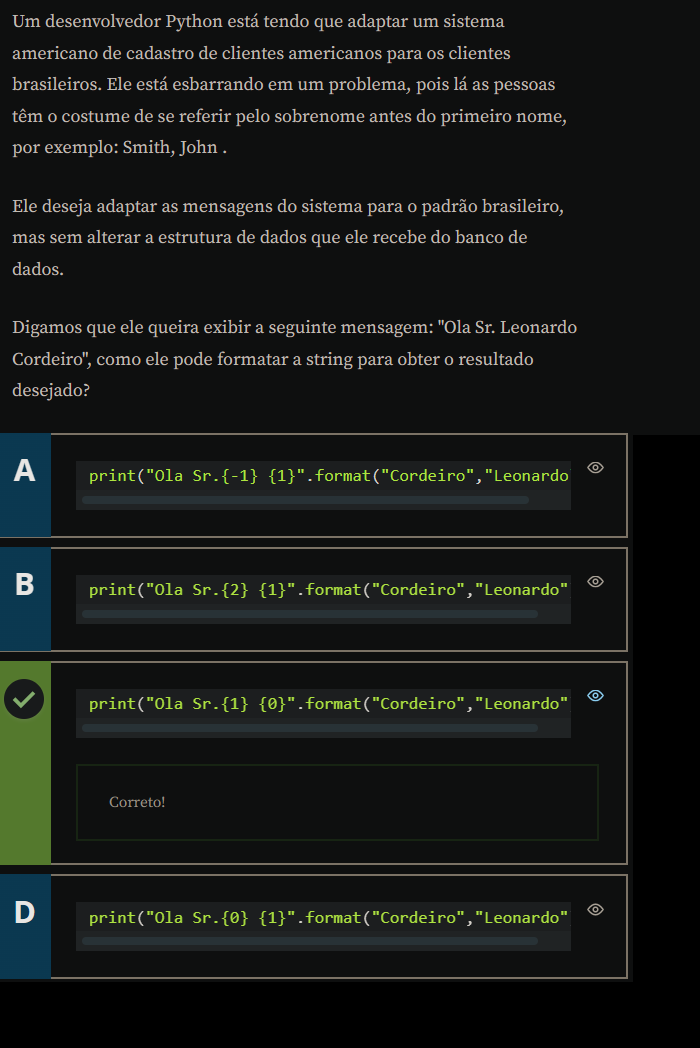 Um desenvolvedor Python está tendo que adaptar um sistema
americano de cadastro de clientes americanos para os clientes
brasileiros. Ele está esbarrando em um problema, pois lá as pessoas
têm o costume de se referir pelo sobrenome antes do primeiro nome,
por exemplo: Smith, John .
Ele deseja adaptar as mensagens do sistema para o padrão brasileiro,
mas sem alterar a estrutura de dados que ele recebe do banco de
dados.
Digamos que ele queira exibir a seguinte mensagem: "Ola Sr. Leonardo
Cordeiro", como ele pode formatar a string para obter o resultado
desejado?
A
print("Ola Sr.{-1} {1}".format("Cordeiro","Leonardo
B
print("Ola Sr.{2} {1}".format("Cordeiro","Leonardo"
print("Ola Sr.{1} {0}".format("Cordeiro","Leonardo"
Correto!
D
print("Ola Sr.{0} {1}".format("Cordeiro","Leonardo"